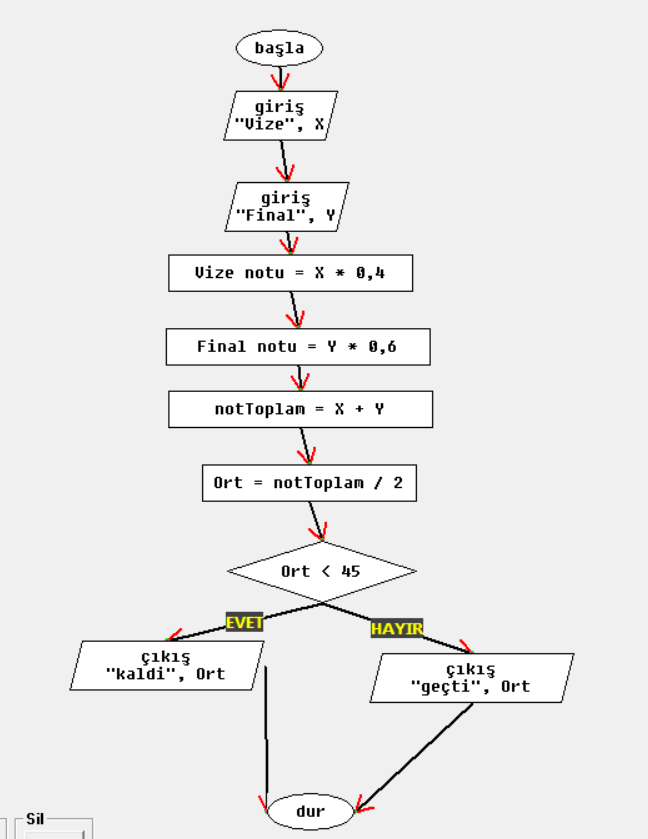 başla
giriş
"Vize", X
giriş
"Final", Y
Vize notu = X * 0,4
Final notu = Y * 0,6
notToplam = X + Y
Ort = notToplam / 2
Ort < 45
EVET
HAYIR
çıkış
"kaldi", Ort
çıkış
"geçti", Ort
dur
Sil